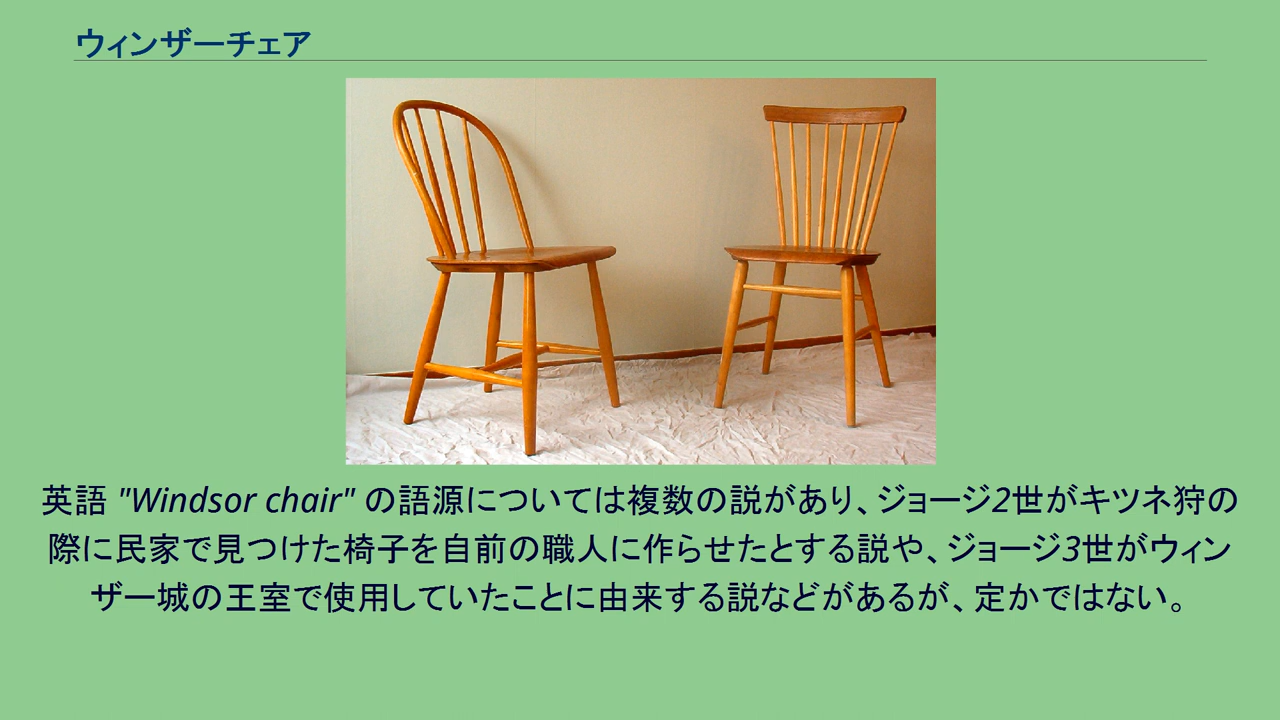 ウィンザーチェア
英語 "Windsor chair" の語源については複数の説があり、ジョージ2世がキツネ狩の
際に民家で見つけた椅子を自前の職人に作らせたとする説や、ジョージ3世がウィン
ザー城の王室で使用していたことに由来する説などがあるが、定かではない。